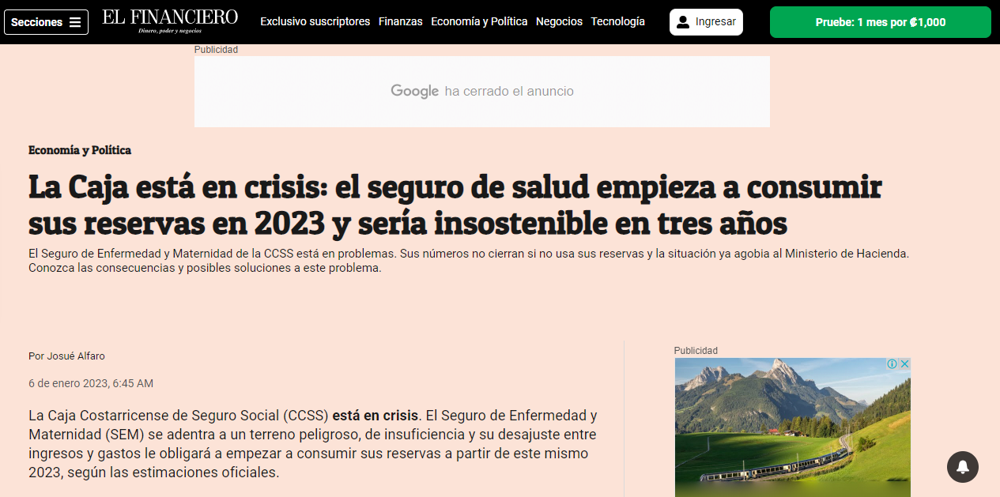 Secciones
EL FINANCIERO
Dinero, poder y negocios
Exclusivo suscriptores Finanzas Economía y Política Negocios Tecnología
Ingresar
Pruebe: 1 mes por ₡1,000
Publicidad
Google ha cerrado el anuncio
Economía y Política
La Caja está en crisis: el seguro de salud empieza a consumir
sus reservas en 2023 y sería insostenible en tres años
El Seguro de Enfermedad y Maternidad de la CCSS está en problemas. Sus números no cierran si no usa sus reservas y la situación ya agobia al Ministerio de Hacienda.
Conozca las consecuencias y posibles soluciones a este problema.
Por Josué Alfaro
6 de enero 2023, 6:45 AM
La Caja Costarricense de Seguro Social (CCSS) está en crisis. El Seguro de Enfermedad y
Maternidad (SEM) se adentra a un terreno peligroso, de insuficiencia y su desajuste entre
ingresos y gastos le obligará a empezar a consumir sus reservas a partir de este mismo
2023, según las estimaciones oficiales.
Publicidad